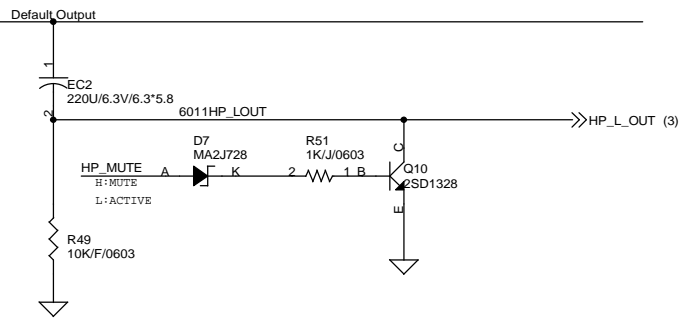 Default Output
1
EC2
220U/6.3V/6.3*5.8
2
6011HP_LOUT
HP_L_OUT (3)
D7
MA2J728
R51
1K/J/0603
C
Q10
2SD1328
HP_MUTE
A
K
2
1
B
H:MUTE
L:ACTIVE
E
R49
10K/F/0603